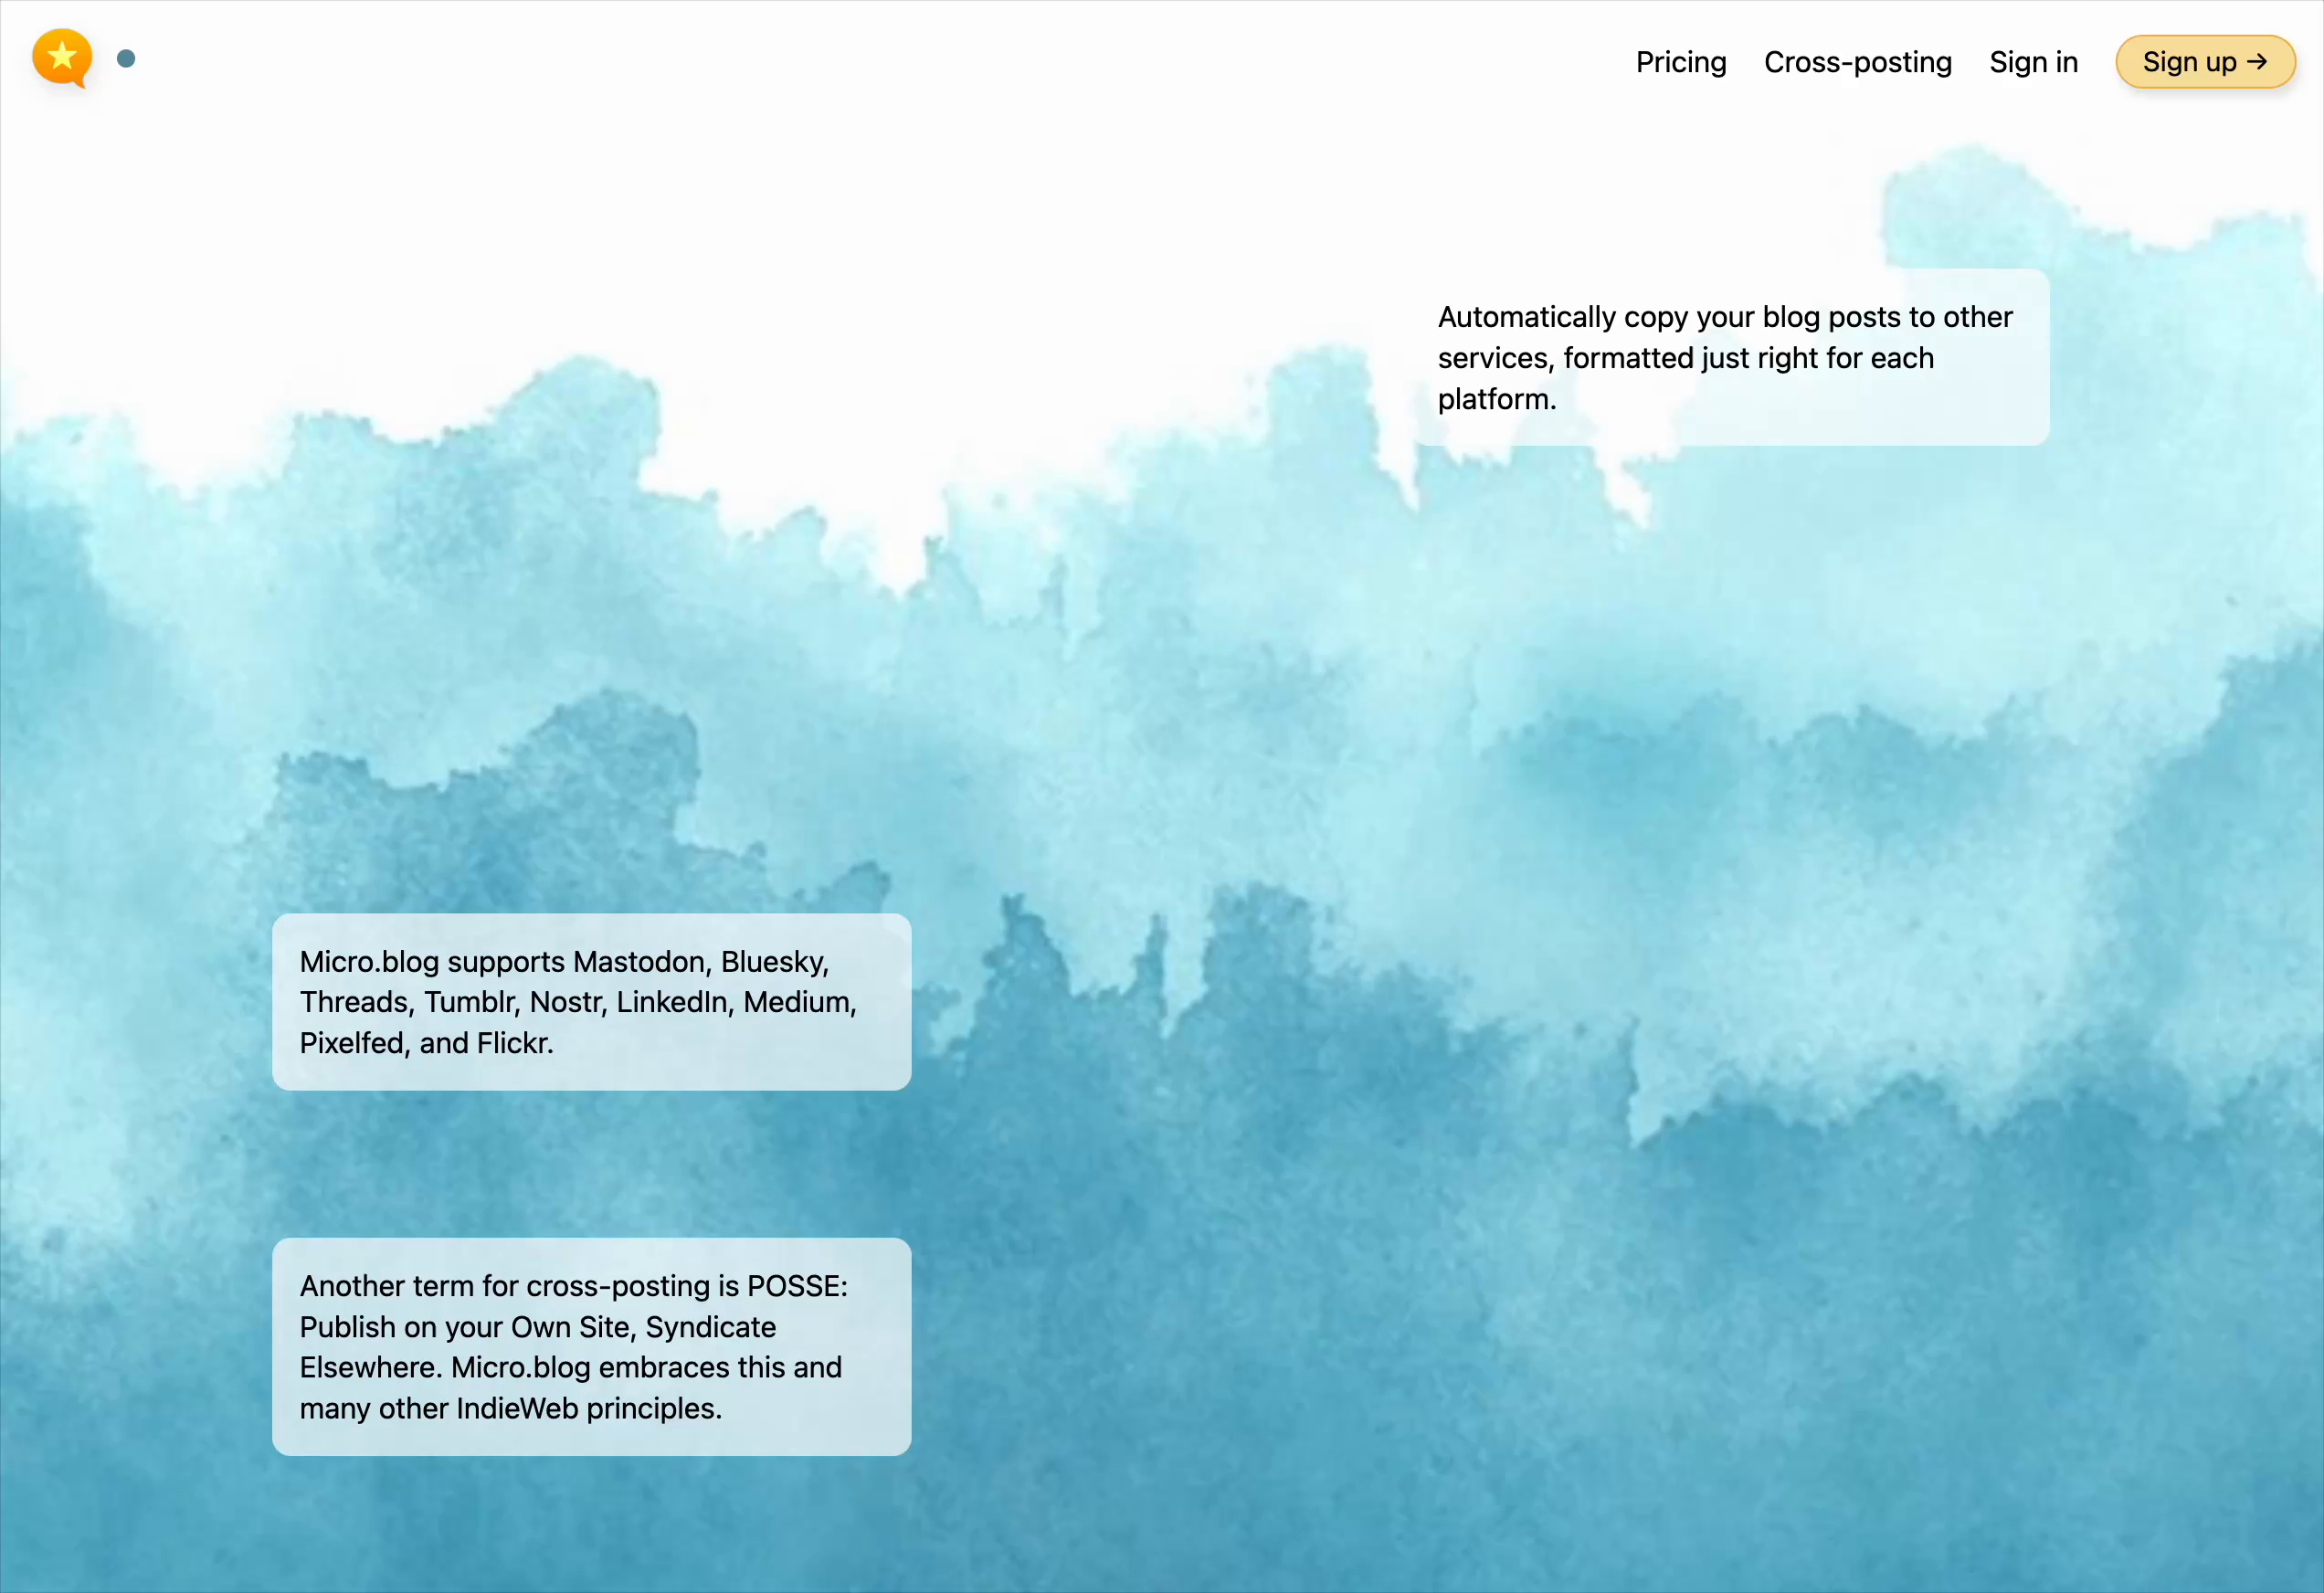 Pricing Cross-posting Sign in Sign up →
Automatically copy your blog posts to other
services, formatted just right for each
platform.
Micro.blog supports Mastodon, Bluesky,
Threads, Tumblr, Nostr, LinkedIn, Medium,
Pixelfed, and Flickr.
Another term for cross-posting is POSSE:
Publish on your Own Site, Syndicate
Elsewhere. Micro.blog embraces this and
many other IndieWeb principles.